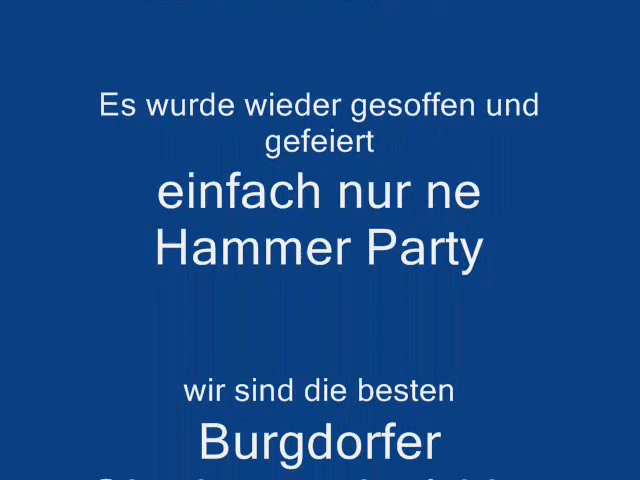 Es wurde wieder gesoffen und
gefeiert
einfach nur ne
Hammer Party
wir sind die besten
Burgdorfer